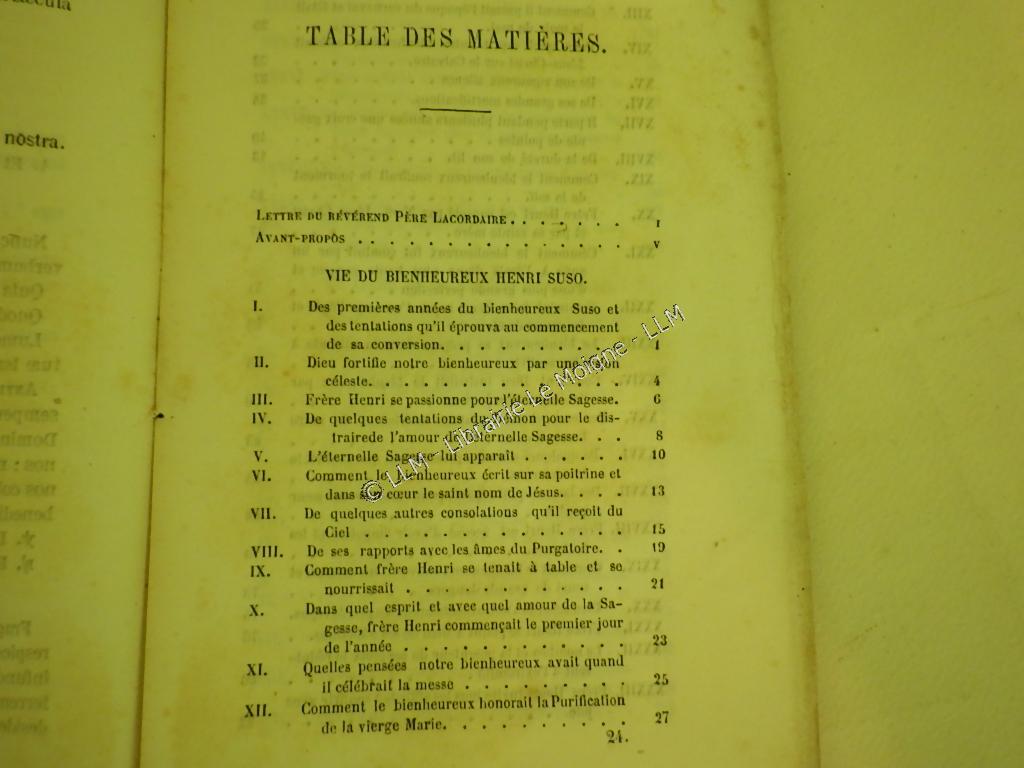 nostra.
TABLE DES MATIÈRES.
LETTRE DU RÉVÉREND PÈRE LACORDAIRE . . . . . . . I
AVANT-PROPOS . . . . . . . . . . . . . . . V
VIE DU BIENHEUREUX HENRI SUSO.
I. Des premières années du bienheureux Suso et
des tentations qu'il éprouva au commencement
de sa conversion. . . . . . . . . . 1
II. Dieu fortifie notre bienheureux par une
céleste. . . . . . . . . . . . . . 4
III. Frère Henri se passionne pour l'éternelle Sagesse. 6
IV. De quelques tentations du démon pour le dis-
trairede l'amour de l'éternelle Sagesse. . . 8
V. L'éternelle Sagesse lui apparaît . . . . . . 10
VI. Comment le bienheureux écrit sur sa poitrine et
dans son cœur le saint nom de Jésus. . . . 13
VII. De quelques autres consolations qu'il reçoit du
Ciel . . . . . . . . . . . . . . 15
VIII. De ses rapports avec les âmes du Purgatoire. . 19
IX. Comment frère Henri se tenait à table et se
nourrissait . . . . . . . . . . . . 21
X. Dans quel esprit et avec quel amour de la Sa-
gesse, frère Henri commençait le premier jour
de l'année . . . . . . . . . . . . 23
XI. Quelles pensées notre bienheureux avait quand
il célébrait la messe . . . . . . . . . 25
XII. Comment le bienheureux honorait la Purification
de la vierge Marie. . . . . . . . . . 27
24.
© LLM - Librairie Le Moigne - LLM